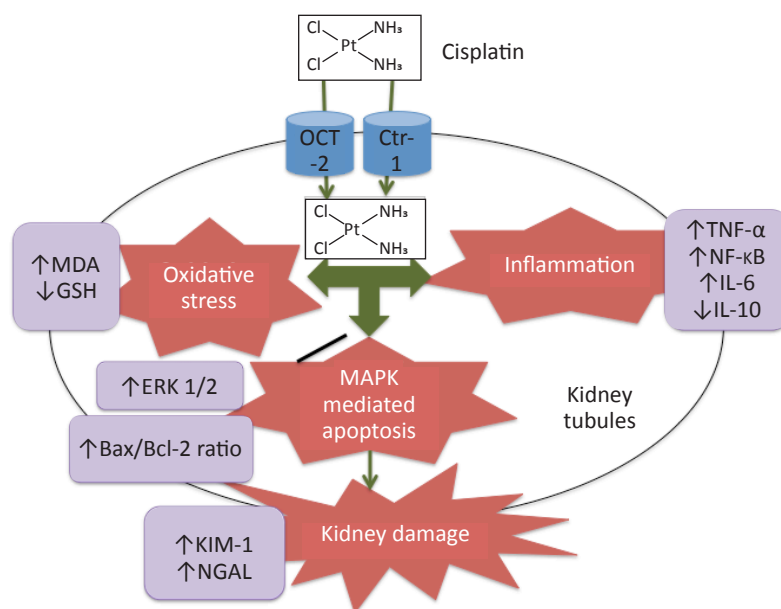 Cl NH₃
Pt
Cl NH₃
Cisplatin
OCT
-2
Ctr-
1
Cl NH₃
Pt
Cl NH₃
↑MDA
↓GSH
Oxidative
stress
Inflammation
↑TNF-α
↑NF-κB
↑IL-6
↓IL-10
↑ERK 1/2
↑Bax/Bcl-2 ratio
MAPK
mediated
apoptosis
Kidney
tubules
↑KIM-1
↑NGAL
Kidney damage